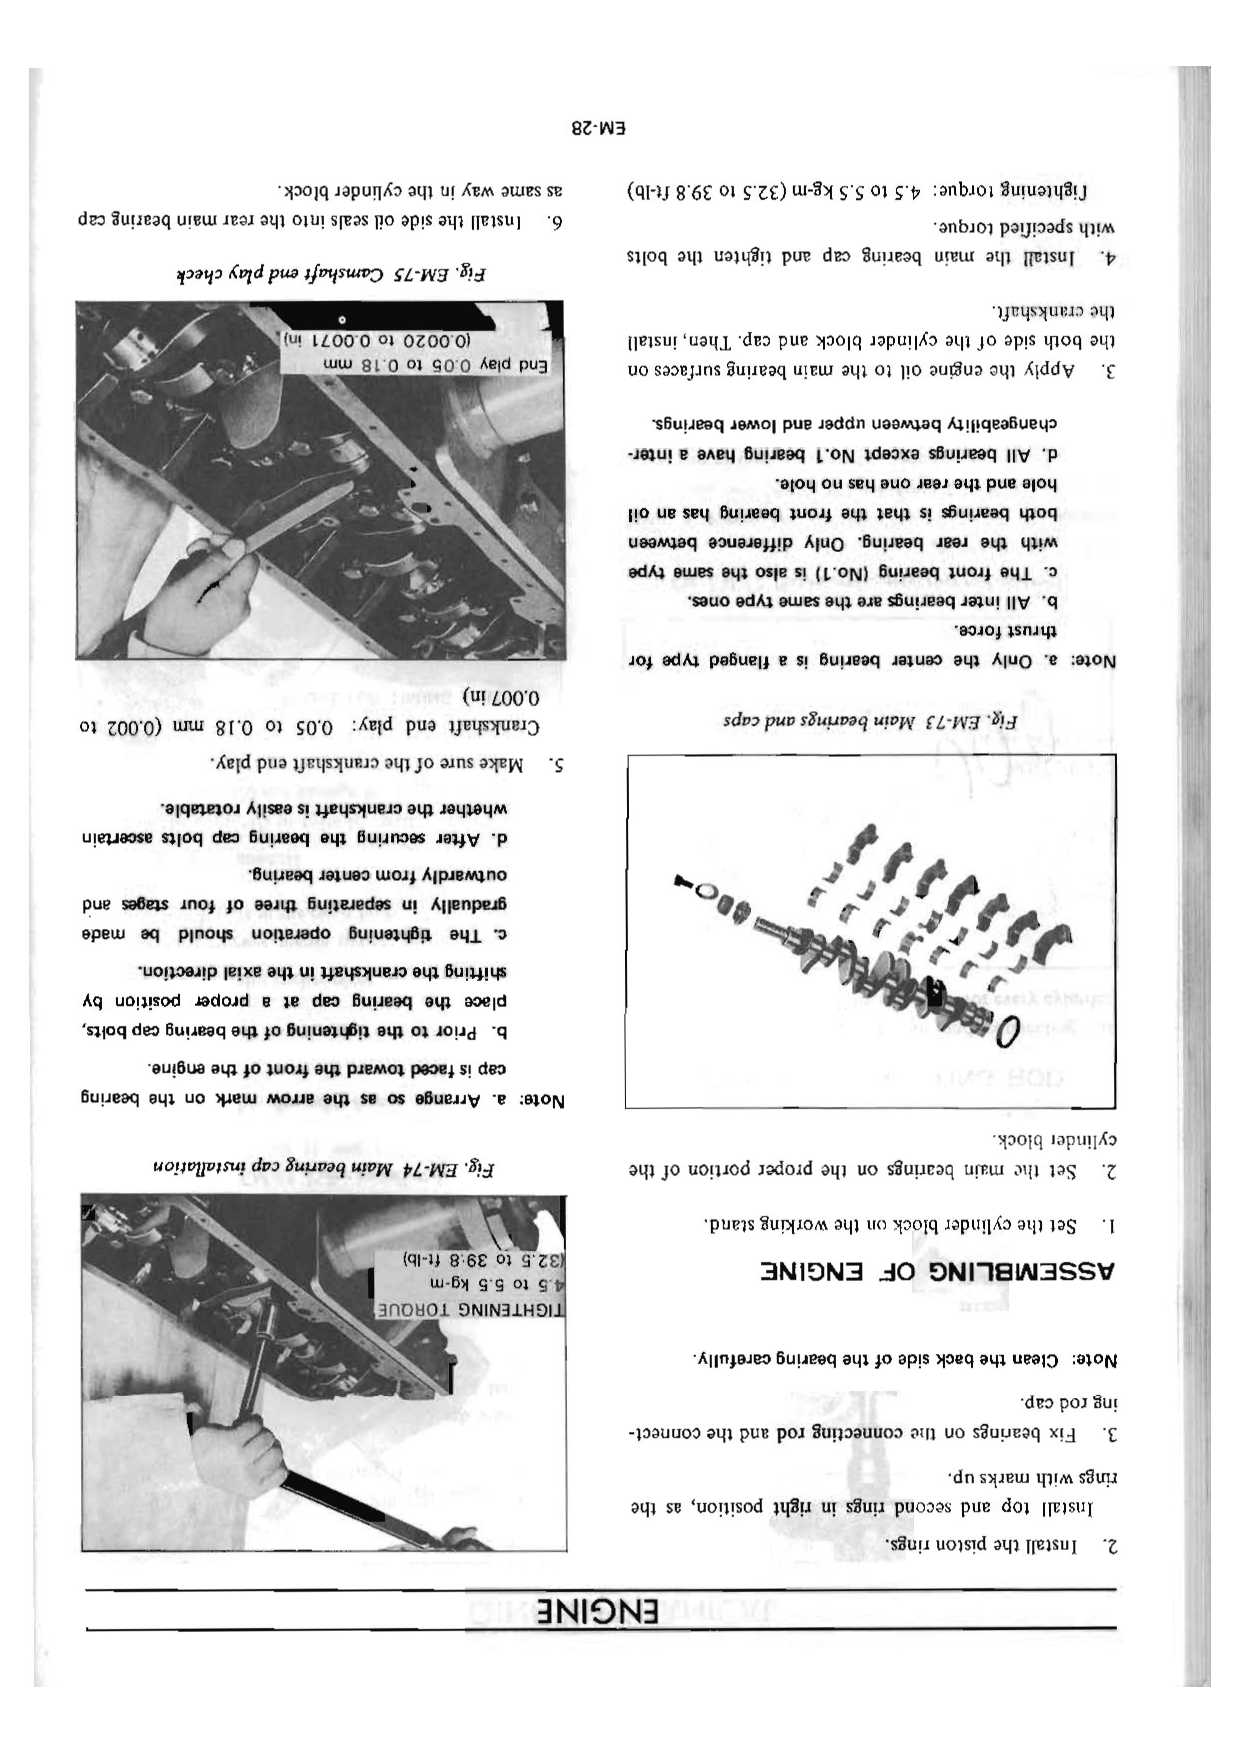 ENGINE
2. Install the piston rings.
Install top and second rings in right position, as the
rings with marks up.
3. Fix bearings on the connecting rod and the connect-
ing rod cap.
Note: Clean the back side of the bearing carefully.
ASSEMBLING OF ENGINE
1. Set the cylinder block on the working stand.
2. Set the main bearings on the proper portion of the
cylinder block.
Fig. EM-73 Main bearings and caps
Note: a. Only the center bearing is a flanged type for
thrust force.
b. All inter bearings are the same type ones.
c. The front bearing (No.1) is also the same type
with the rear bearing. Only difference between
both bearings is that the front bearing has an oil
hole and the rear one has no hole.
d. All bearings except No.1 bearing have a inter-
changeability between upper and lower bearings.
3. Apply the engine oil to the main bearing surfaces on
the both side of the cylinder block and cap. Then, install
the crankshaft.
4. Install the main bearing cap and tighten the bolts
with specified torque.
Tightening torque: 4.5 to 5.5 kg-m (32.5 to 39.8 ft-lb)
TIGHTENING TORQUE
4.5 to 5.5 kg-m
(32.5 to 39.8 ft-lb)
Fig. EM-74 Main bearing cap installation
Note: a. Arrange so as the arrow mark on the bearing
cap is faced toward the front of the engine.
b. Prior to the tightening of the bearing cap bolts,
place the bearing cap at a proper position by
shifting the crankshaft in the axial direction.
c. The tightening operation should be made
gradually in separating three of four stages and
outwardly from center bearing.
d. After securing the bearing cap bolts ascertain
whether the crankshaft is easily rotatable.
5. Make sure of the crankshaft end play.
Crankshaft end play: 0.05 to 0.18 mm (0.002 to
0.007 in)
End play 0.05 to 0.18 mm
(0.0020 to 0.0071 in)
Fig. EM-75 Camshaft end play check
6. Install the side oil seals into the rear main bearing cap
as same way in the cylinder block.
EM-28